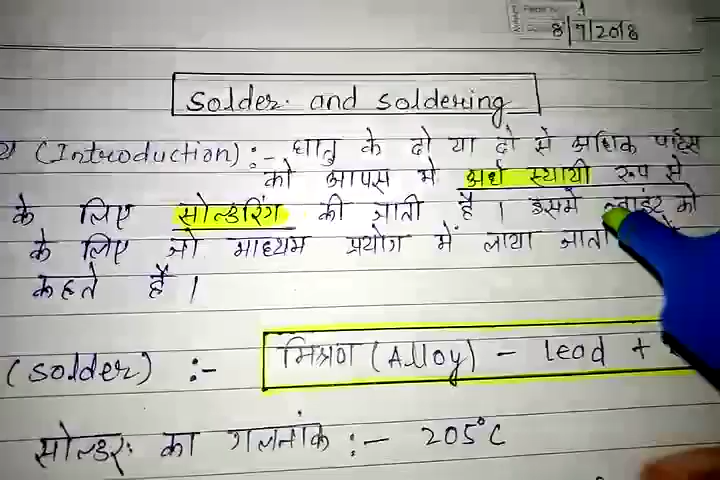 8/9/2018
Solder and soldering
य (Introduction) :- धातु के दो या दो से अधिक पार्ट्स
को आपस मे अर्ध स्थायी रूप से
के लिए सोल्डरिंग की जाती है । इसमे को
के लिए जो माध्यम प्रयोग में लाया जाता
कहते है ।
(solder) :- मिश्रण (Alloy) - lead +
सोल्डर का गलनांक :- 205°C